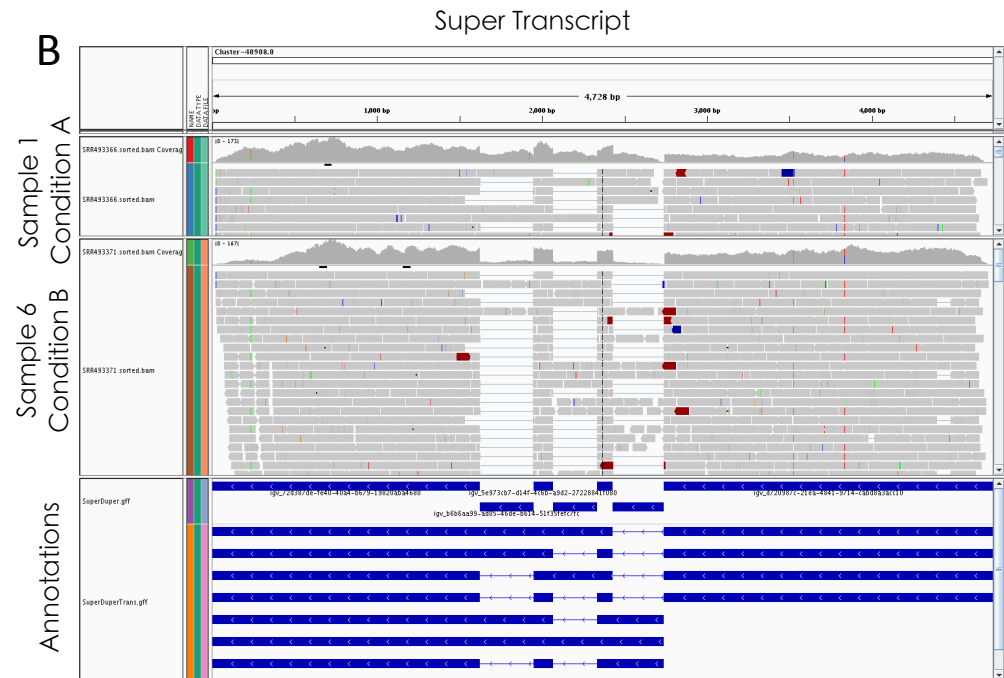 Super Transcript
B
Cluster-40908.0
NAME
DATA TYPE
DATA FILE
4,728 bp
bp
1,000 bp
2,000 bp
3,000 bp
4,000 bp
Sample 1
Condition A
SRR493366.sorted.bam Coverag
[0 - 173]
SRR493366.sorted.bam
Sample 6
Condition B
SRR493371.sorted.bam Coverag
[0 - 167]
SRR493371.sorted.bam
Annotations
SuperDuper.gff
SuperDuperTrans.gff